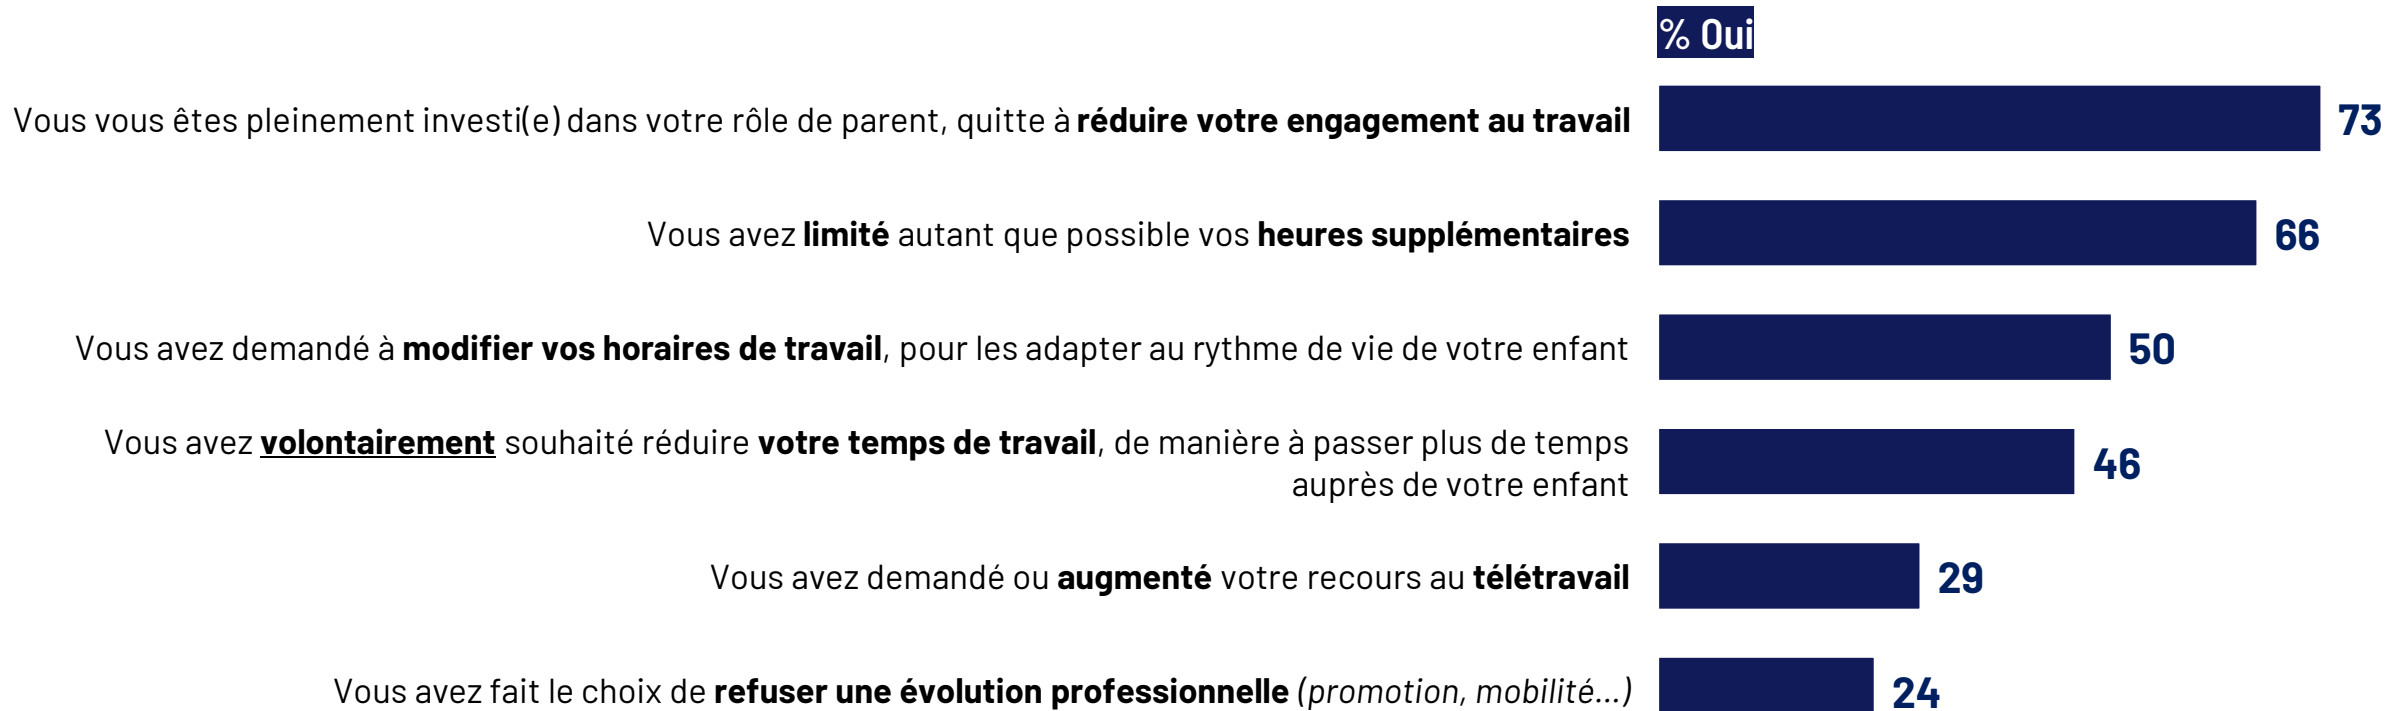 % Oui
Vous vous êtes pleinement investi(e) dans votre rôle de parent, quitte à réduire votre engagement au travail 73
Vous avez limité autant que possible vos heures supplémentaires 66
Vous avez demandé à modifier vos horaires de travail, pour les adapter au rythme de vie de votre enfant 50
Vous avez volontairement souhaité réduire votre temps de travail, de manière à passer plus de temps
auprès de votre enfant 46
Vous avez demandé ou augmenté votre recours au télétravail 29
Vous avez fait le choix de refuser une évolution professionnelle (promotion, mobilité...) 24